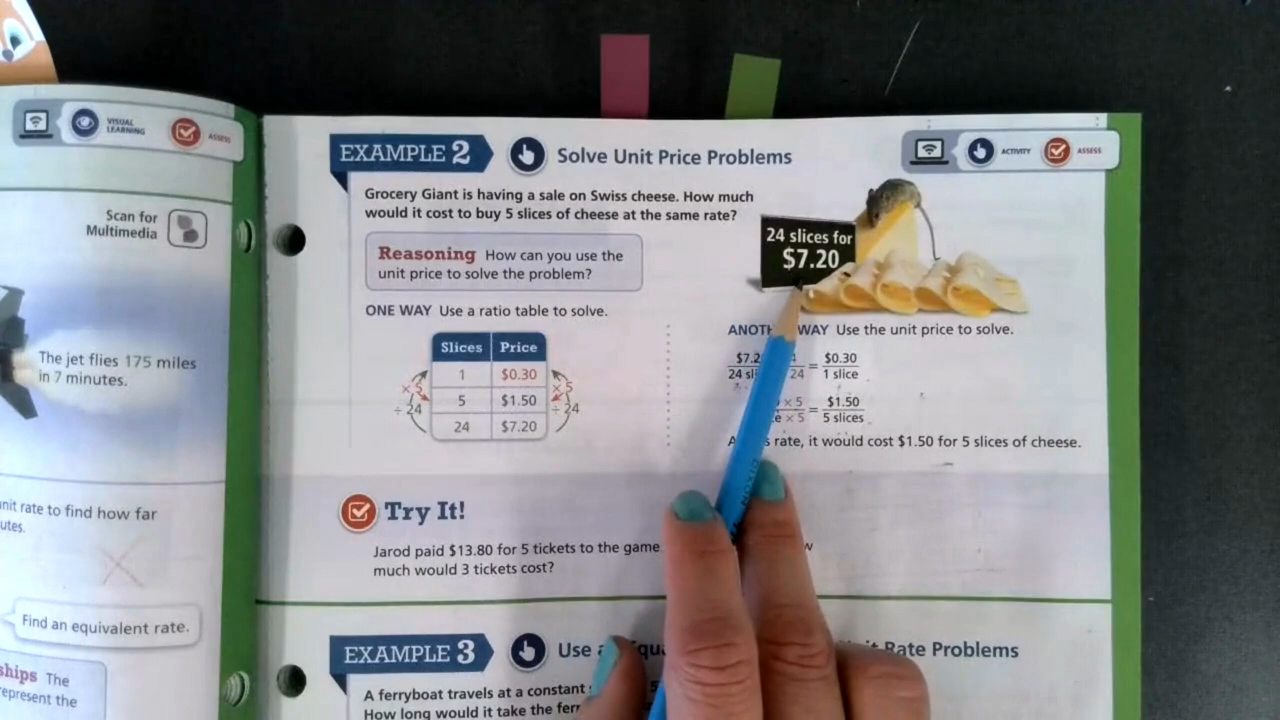 VISUAL
LEARNING
ASSESS
Scan for
Multimedia
The jet flies 175 miles
in 7 minutes.
nit rate to find how far
utes.
Find an equivalent rate.
ships The
epresent the
EXAMPLE 2
Solve Unit Price Problems
ACTIVITY
ASSESS
Grocery Giant is having a sale on Swiss cheese. How much
would it cost to buy 5 slices of cheese at the same rate?
24 slices for
$7.20
Reasoning How can you use the
unit price to solve the problem?
ONE WAY Use a ratio table to solve.
Slices Price
1 $0.30
× 5 × 5
5 $1.50
÷ 24 ÷ 24
24 $7.20
ANOTH WAY Use the unit price to solve.
$7.2 = $0.30
24 sl 24 1 slice
× 5 = $1.50
e × 5 5 slices
A s rate, it would cost $1.50 for 5 slices of cheese.
Try It!
Jarod paid $13.80 for 5 tickets to the game w
much would 3 tickets cost?
EXAMPLE 3
Use Rate Problems
A ferryboat travels at a constant
How long would it take the fer